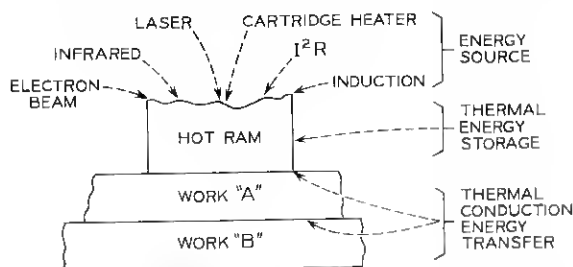 LASER
CARTRIDGE HEATER
INFRARED
I²R
ELECTRON
BEAM
INDUCTION
ENERGY
SOURCE
HOT RAM
THERMAL
ENERGY
STORAGE
WORK "A"
WORK "B"
THERMAL
CONDUCTION
ENERGY
TRANSFER